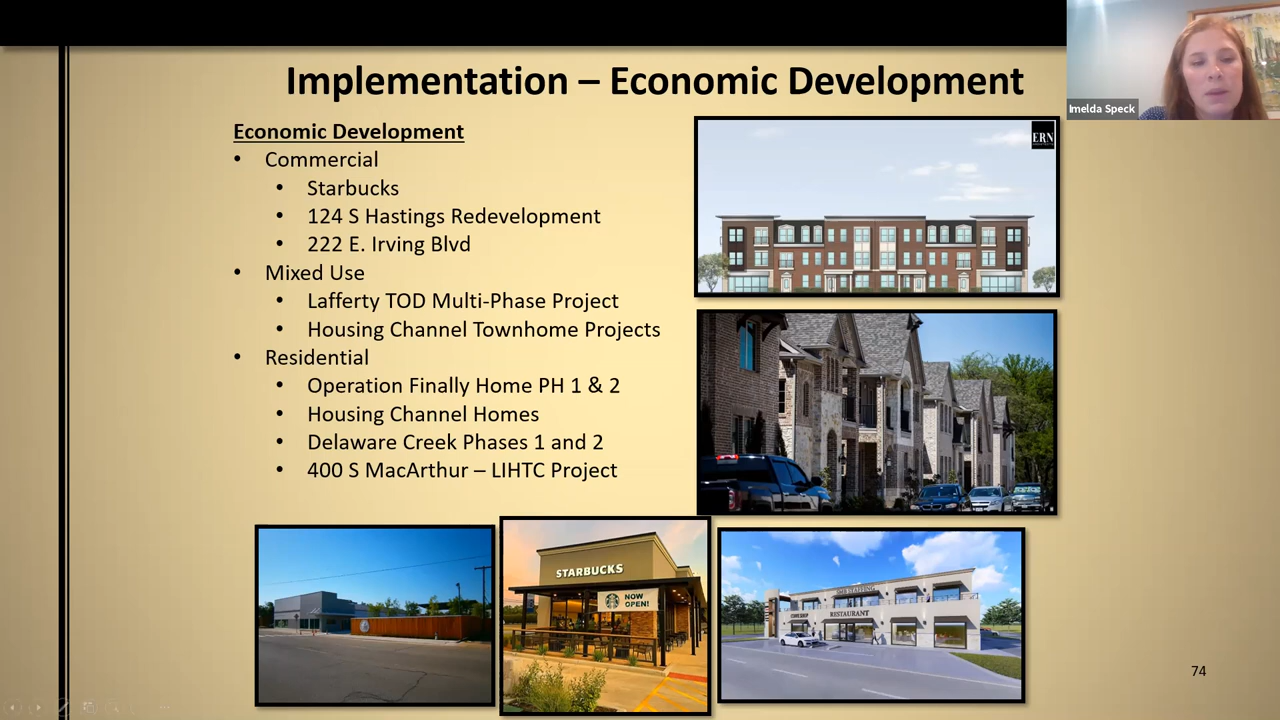 Implementation – Economic Development
Imelda Speck
Economic Development
• Commercial
• Starbucks
• 124 S Hastings Redevelopment
• 222 E. Irving Blvd
• Mixed Use
• Lafferty TOD Multi-Phase Project
• Housing Channel Townhome Projects
• Residential
• Operation Finally Home PH 1 & 2
• Housing Channel Homes
• Delaware Creek Phases 1 and 2
• 400 S MacArthur – LIHTC Project
ERN
STARBUCKS
NOW
OPEN!
STAFFING
RESTAURANT
74